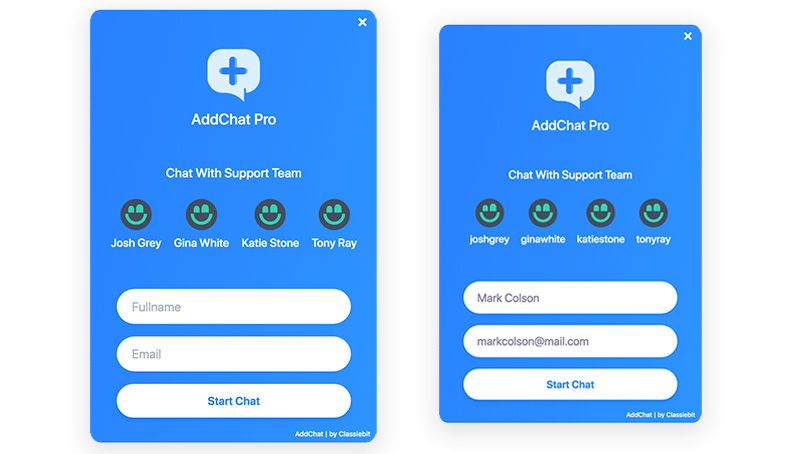 AddChat Pro
Chat With Support Team
Josh Grey Gina White Katie Stone Tony Ray
Fullname
Email
Start Chat
AddChat | by Classiebit
AddChat Pro
Chat With Support Team
joshgrey ginawhite katiestone tonyray
Mark Colson
markcolson@mail.com
Start Chat
AddChat | by Classiebit